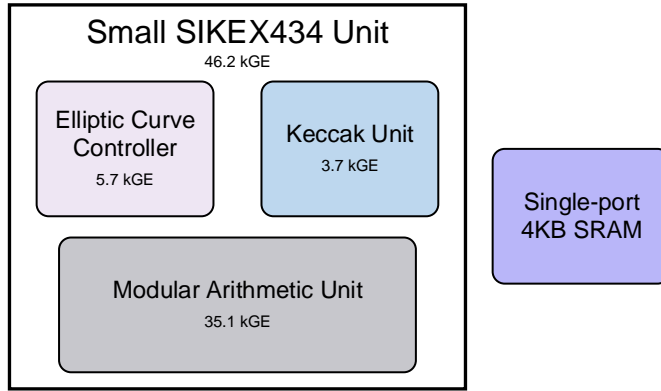 Small SIKEX434 Unit
46.2 kGE
Elliptic Curve
Controller
5.7 kGE
Keccak Unit
3.7 kGE
Modular Arithmetic Unit
35.1 kGE
Single-port
4KB SRAM